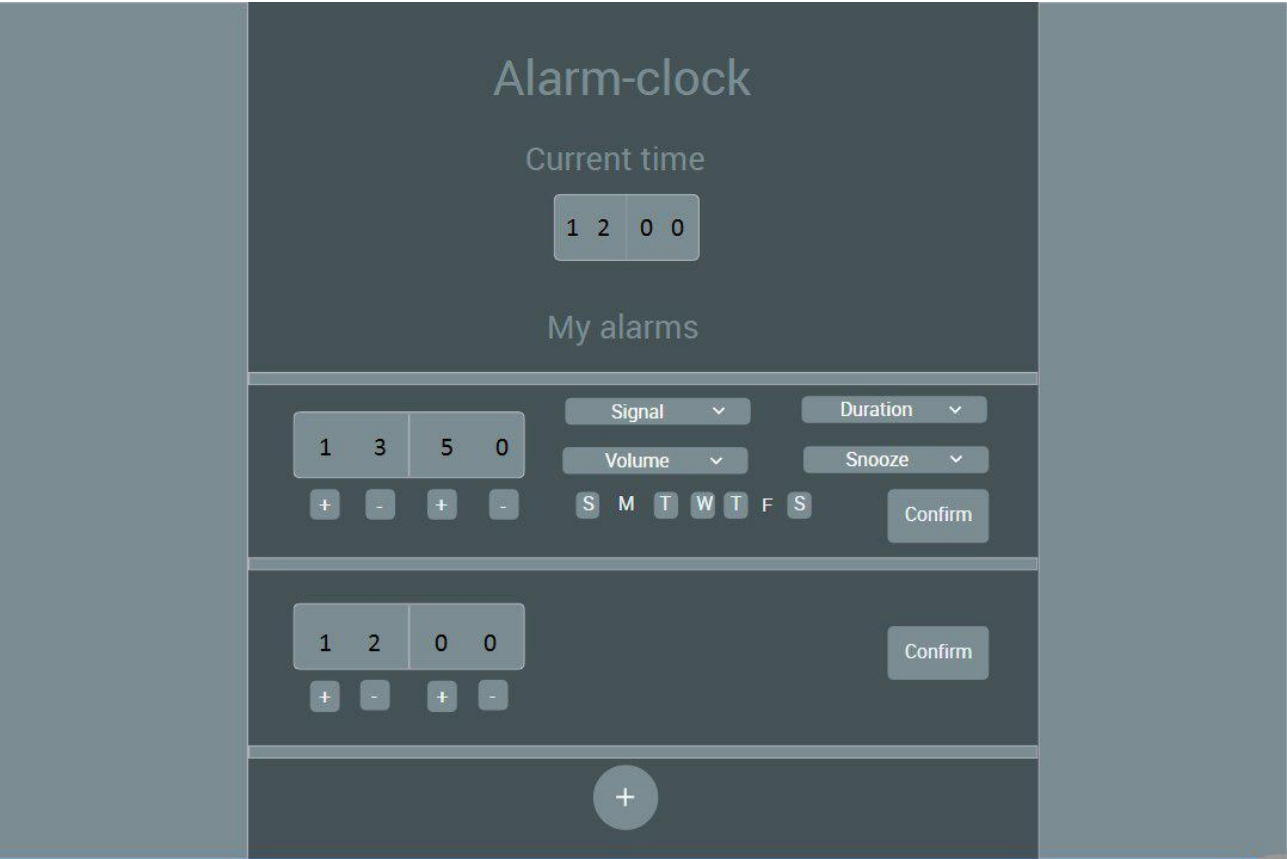 Alarm-clock
Current time
1 2 0 0
My alarms
1 3 5 0
+ - + -
Signal
Duration
Volume
Snooze
S M T W T F S
Confirm
1 2 0 0
+ - + -
Confirm
+